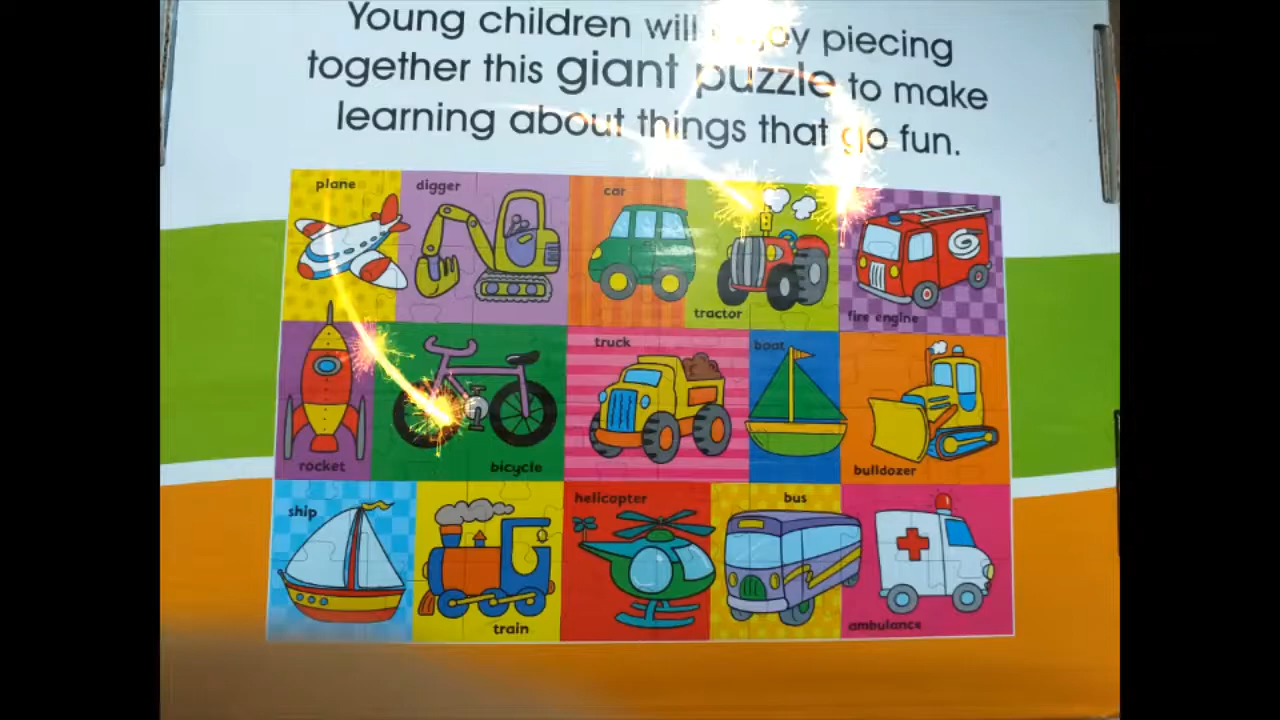 Young children will enjoy piecing
together this giant puzzle to make
learning about things that go fun.
plane
digger
car
tractor
fire engine
rocket
bicycle
truck
boat
bulldozer
ship
train
helicopter
bus
ambulance